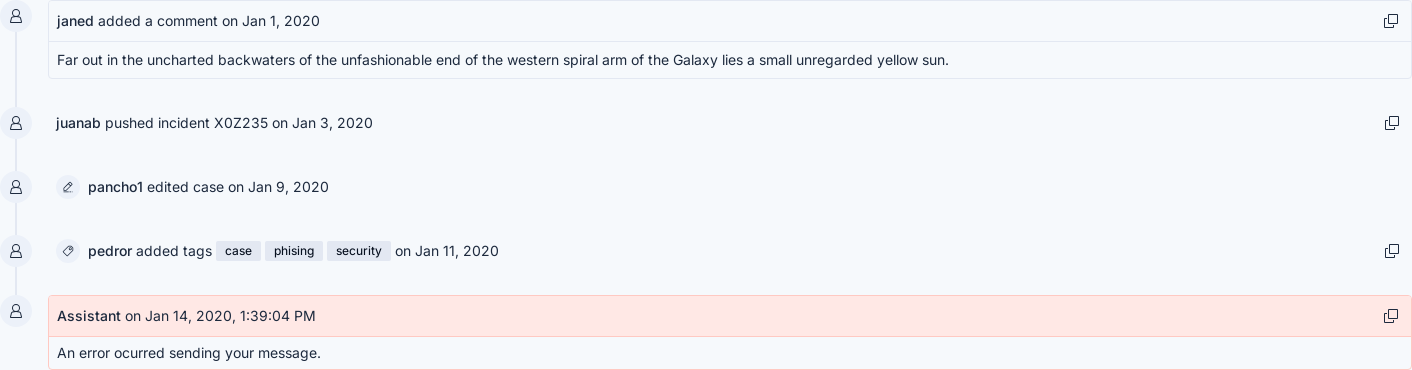 janed added a comment on Jan 1, 2020
Far out in the uncharted backwaters of the unfashionable end of the western spiral arm of the Galaxy lies a small unregarded yellow sun.
juanab pushed incident X0Z235 on Jan 3, 2020
pancho1 edited case on Jan 9, 2020
pedror added tags case phising security on Jan 11, 2020
Assistant on Jan 14, 2020, 1:39:04 PM
An error ocurred sending your message.